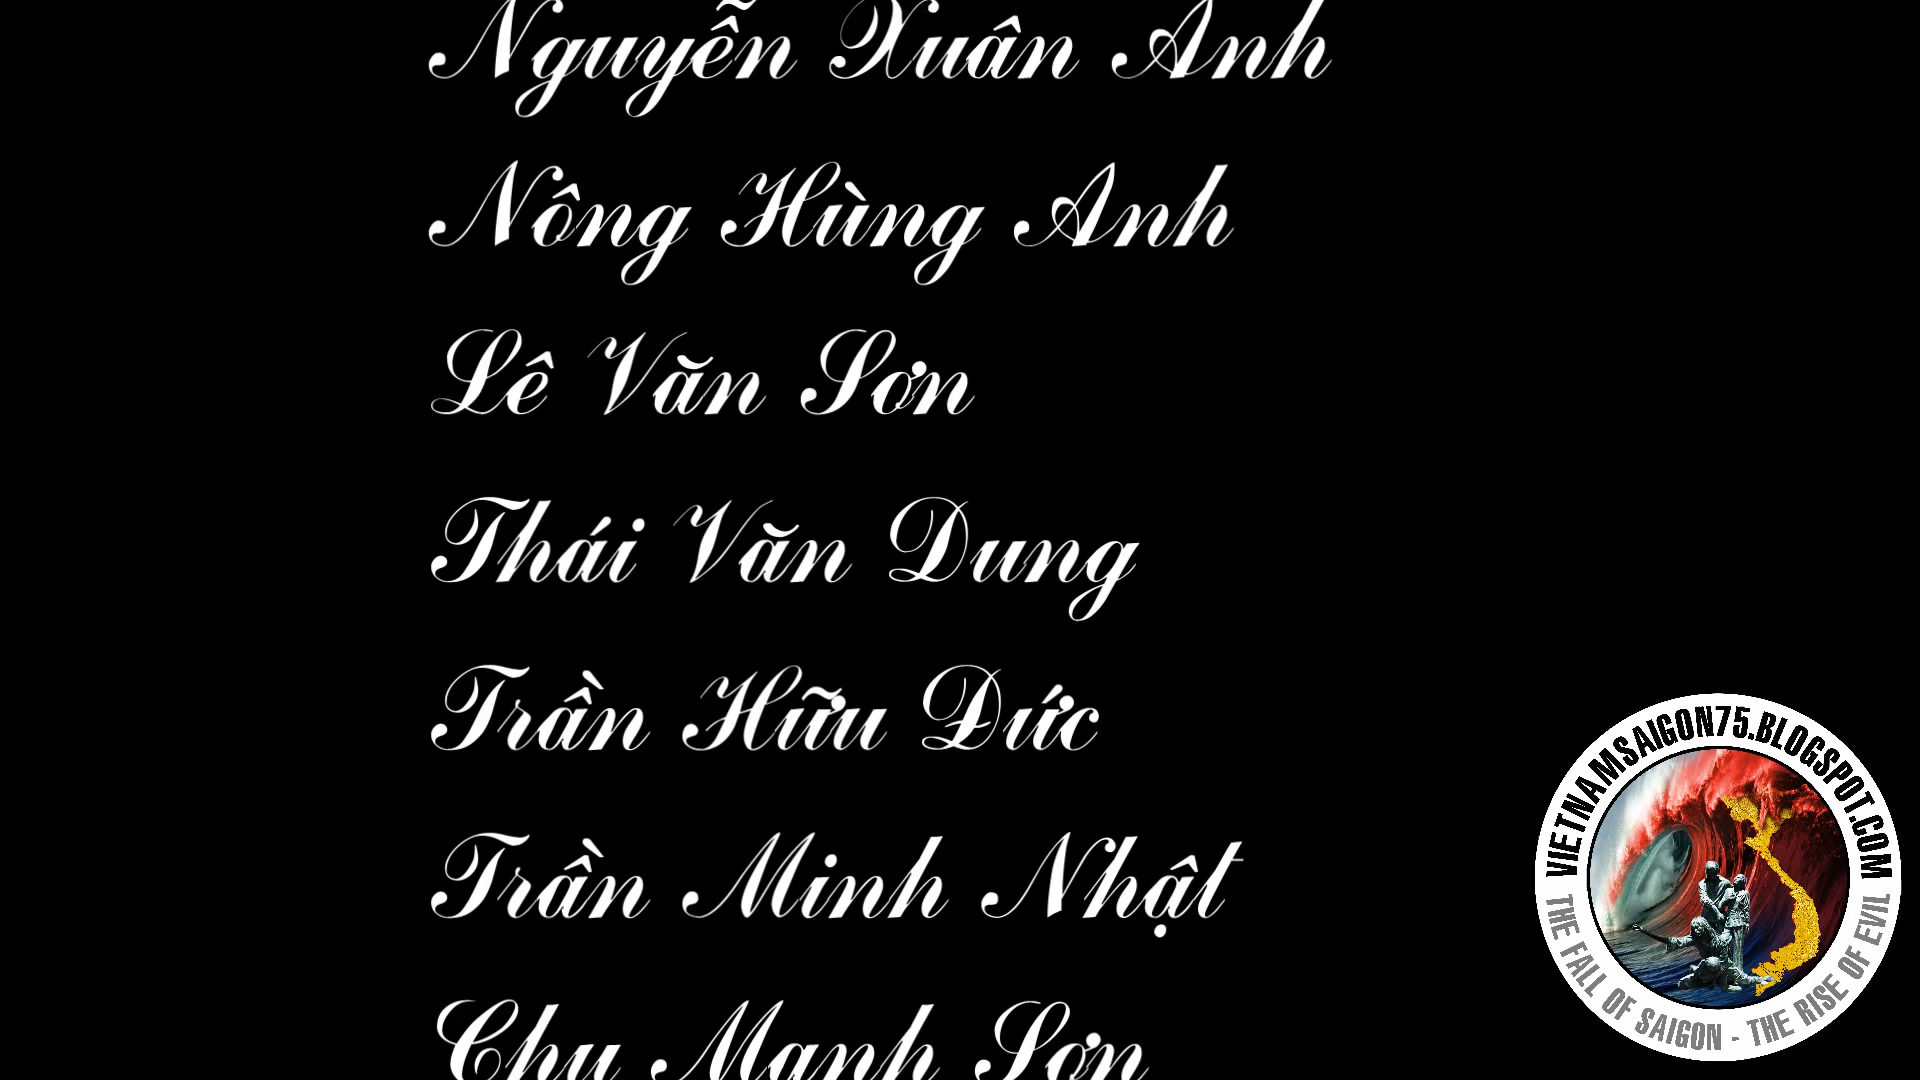 Nguyễn Xuân Anh
Nông Hùng Anh
Lê Văn Sơn
Thái Văn Dung
Trần Hữu Đức
Trần Minh Nhật
Chu Mạnh Sơn
VIETNAMSAIGON75.BLOGSPOT.COM
THE FALL OF SAIGON - THE RISE OF EVIL